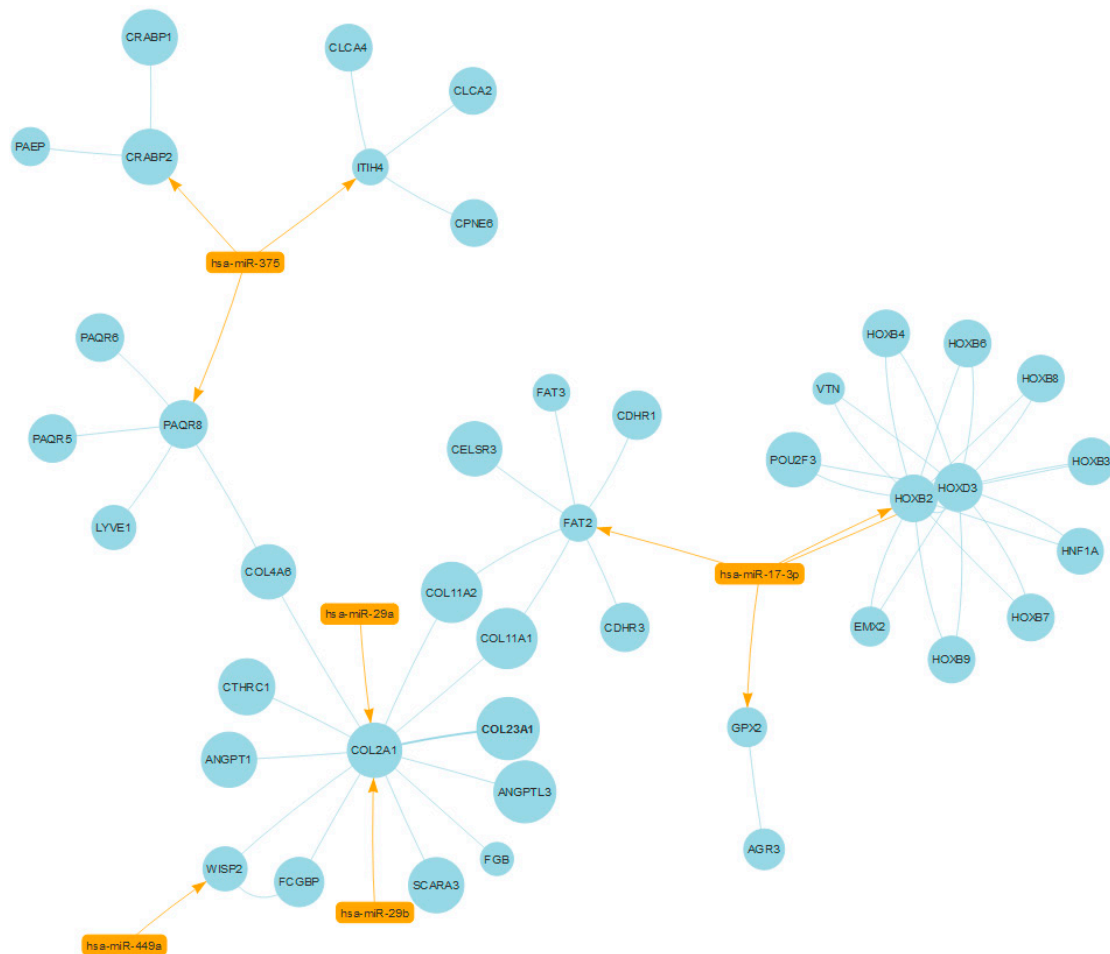 CRABP1
CLCA4
CLCA2
PAEP
CRABP2
ITIH4
CPNE6
hsa-miR-375
PAQR6
HOXB4
HOXB6
HOXB8
VTN
FAT3
CDHR1
PAQR8
PAQR5
CELSR3
POU2F3
HOXB3
HOXD3
HOXB2
LYVE1
FAT2
HNF1A
COL4A6
hsa-miR-17-3p
COL11A2
hsa-miR-29a
COL11A1
CDHR3
EMX2
HOXB7
HOXB9
CTHRC1
COL23A1
GPX2
COL2A1
ANGPT1
ANGPTL3
AGR3
FGB
WISP2
FCGBP
SCARA3
hsa-miR-29b
hsa-miR-449a